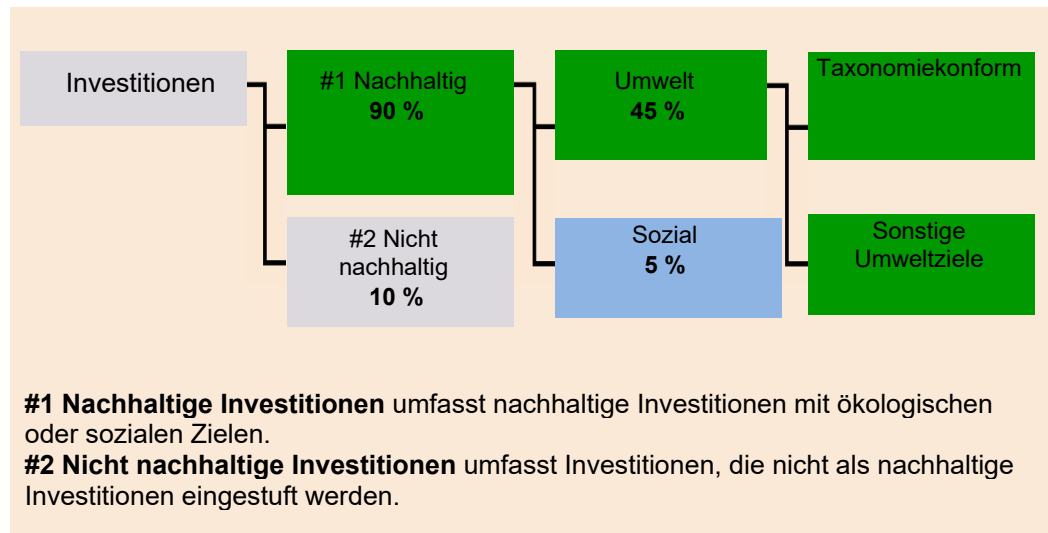 Investitionen
#1 Nachhaltig
90 %
#2 Nicht
nachhaltig
10 %
Umwelt
45 %
Sozial
5 %
Taxonomiekonform
Sonstige
Umweltziele
#1 Nachhaltige Investitionen umfasst nachhaltige Investitionen mit ökologischen
oder sozialen Zielen.
#2 Nicht nachhaltige Investitionen umfasst Investitionen, die nicht als nachhaltige
Investitionen eingestuft werden.